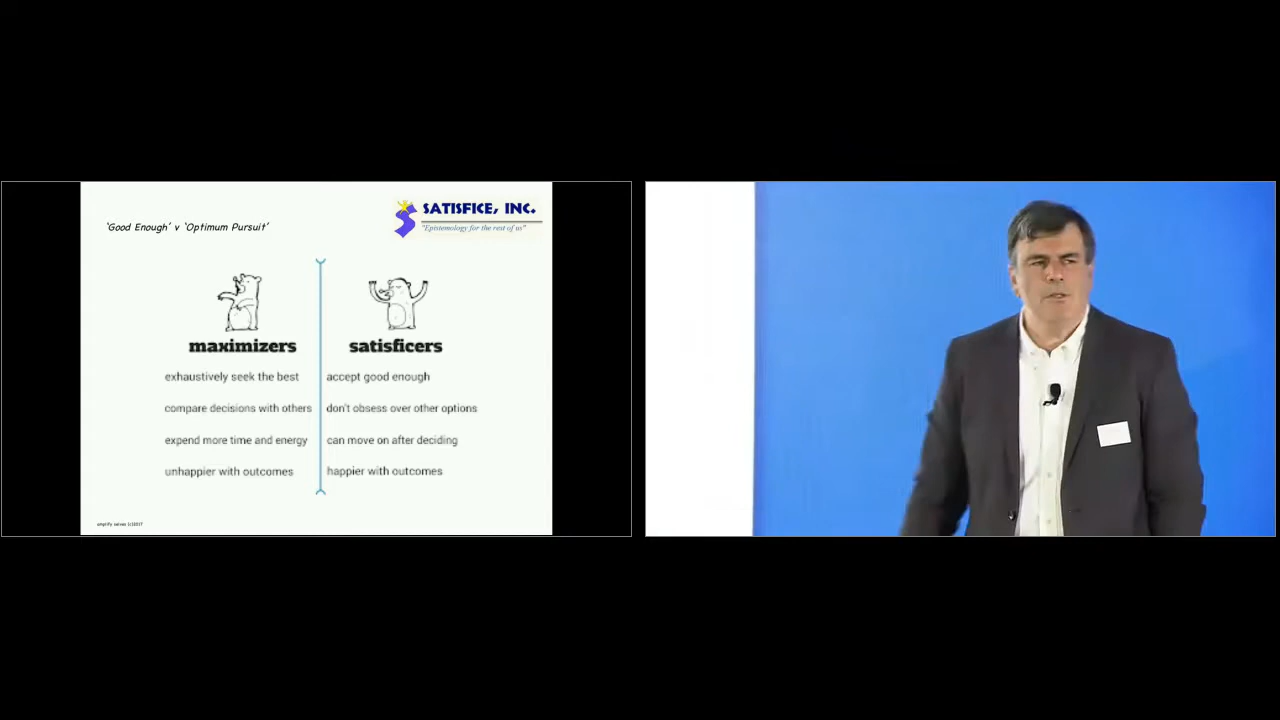 'Good Enough' v 'Optimum Pursuit'
SATISFICE, INC.
"Epistemology for the rest of us"
maximizers
satisficers
exhaustively seek the best
accept good enough
compare decisions with others
don't obsess over other options
expend more time and energy
can move on after deciding
unhappier with outcomes
happier with outcomes